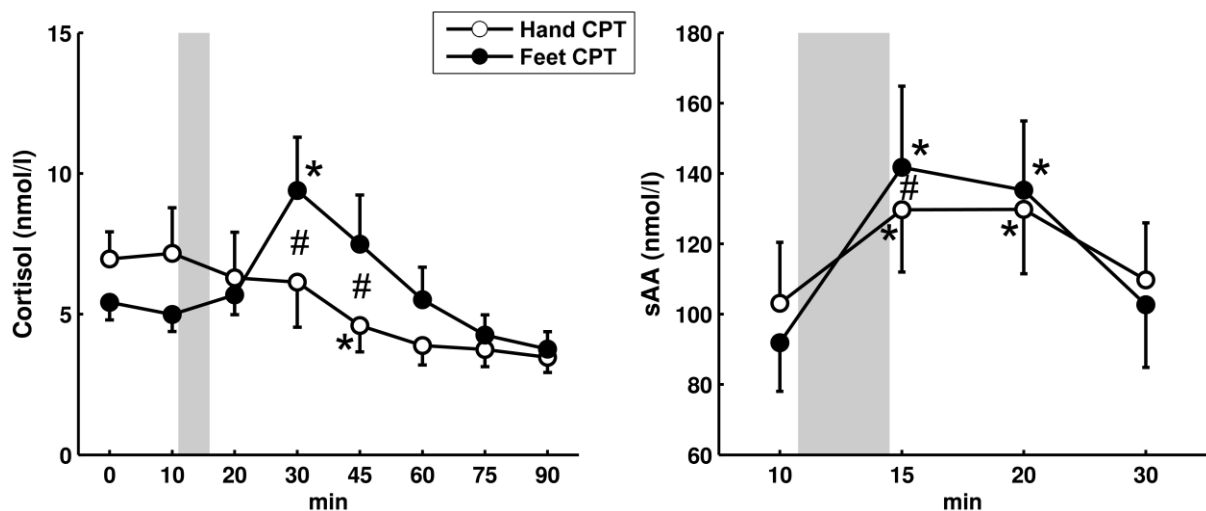 Hand CPT
Feet CPT
15
10
5
0
Cortisol (nmol/l)
*
#
#
*
0 10 20 30 45 60 75 90
min
180
160
140
120
100
80
60
sAA (nmol/l)
*
*
#
*
*
10 15 20 30
min